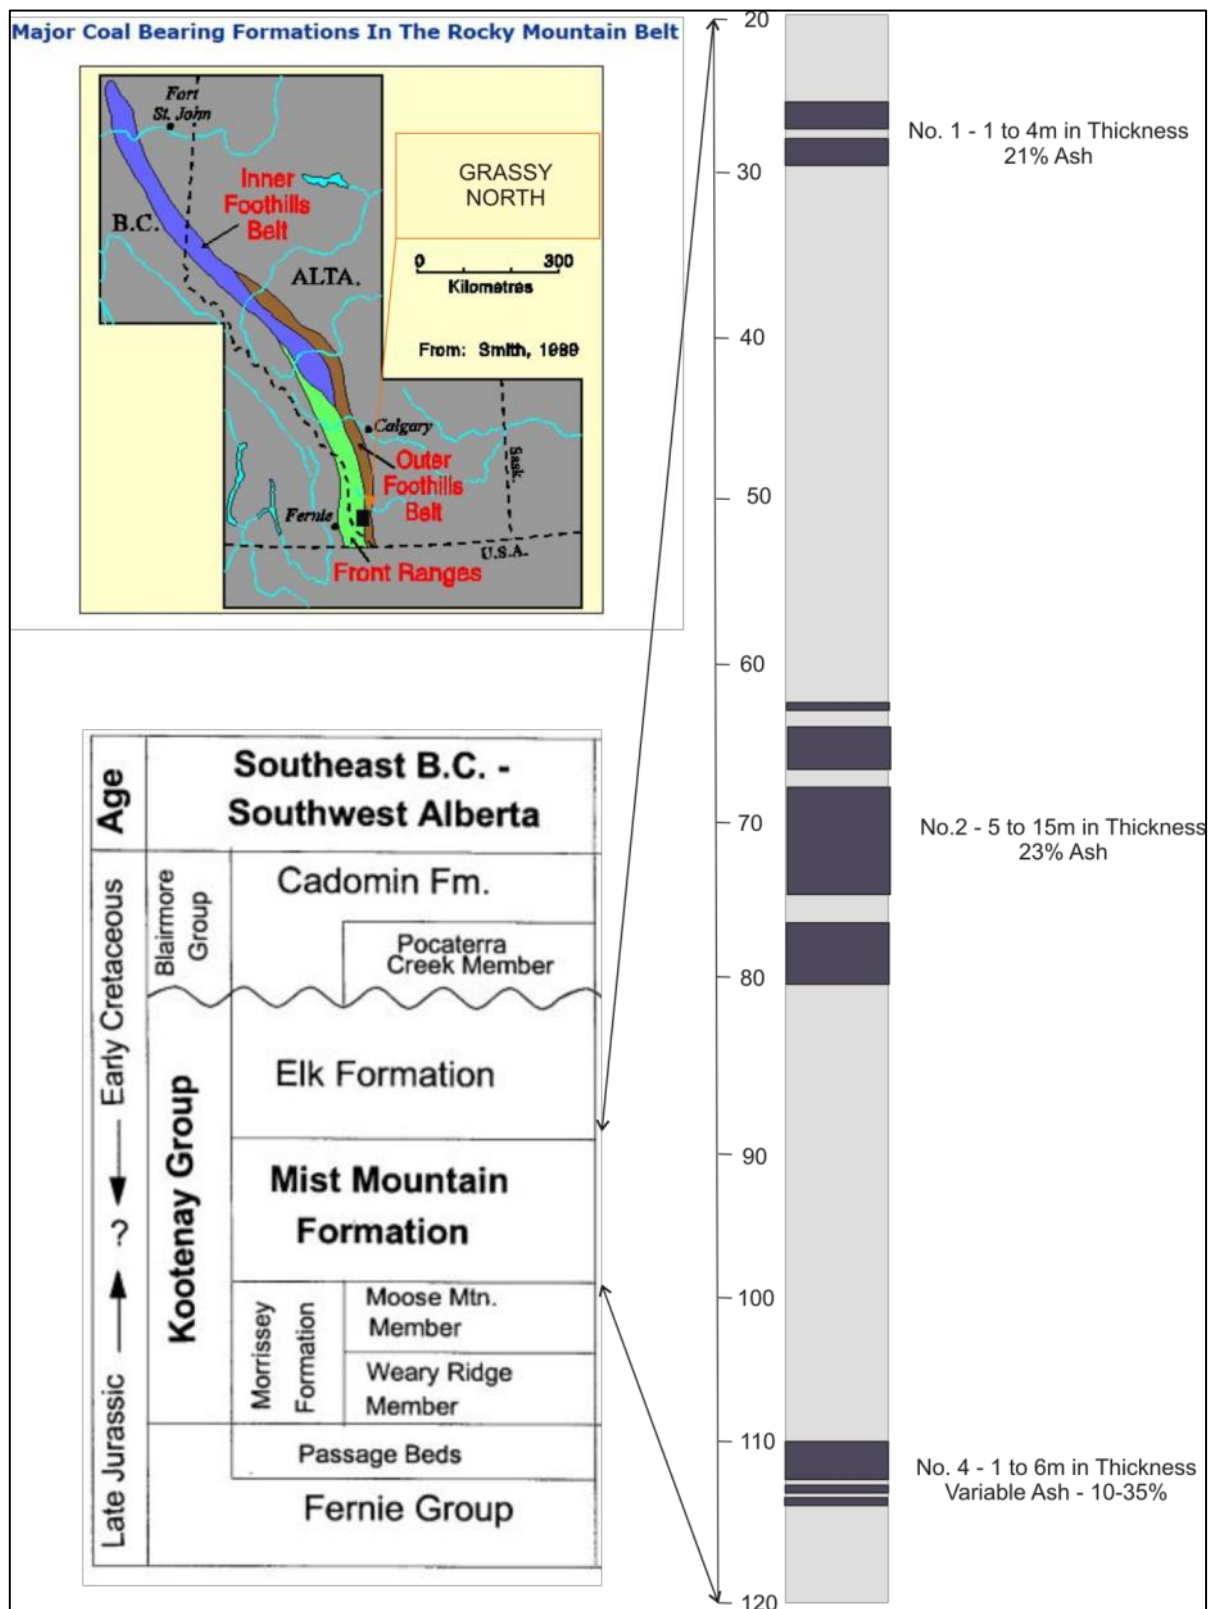 Major Coal Bearing Formations In The Rocky Mountain Belt
Fort
St. John
Inner
Foothills
Belt
B.C.
ALTA.
GRASSY
NORTH
0 300
Kilometres
From: Smith, 1989
Calgary
Outer
Foothills
Belt
Sask.
Fernie
U.S.A.
Front Ranges
Age
Southeast B.C. -
Southwest Alberta
Late Jurassic ? Early Cretaceous
Blairmore
Group
Cadomin Fm.
Pocaterra
Creek Member
Kootenay Group
Elk Formation
Mist Mountain
Formation
Morrissey
Formation
Moose Mtn.
Member
Weary Ridge
Member
Passage Beds
Fernie Group
20
30
40
50
60
70
80
90
100
110
120
No. 1 - 1 to 4m in Thickness
21% Ash
No.2 - 5 to 15m in Thickness
23% Ash
No. 4 - 1 to 6m in Thickness
Variable Ash - 10-35%